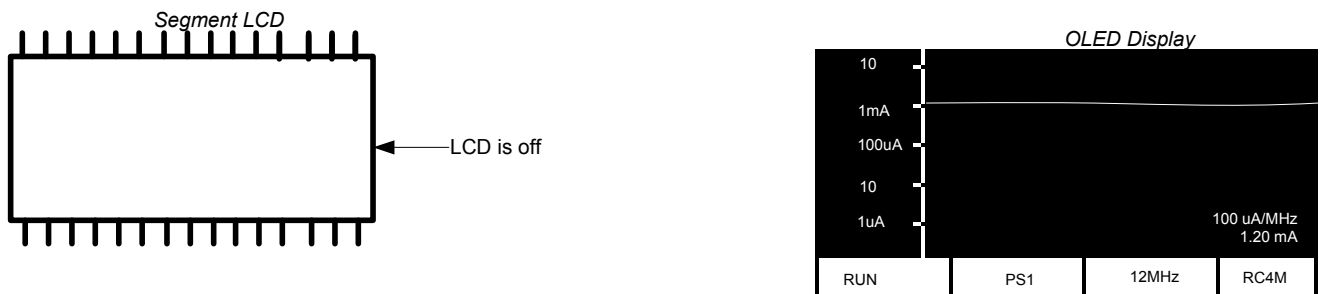 Segment LCD
LCD is off
OLED Display
10
1mA
100uA
10
1uA
100 uA/MHz
1.20 mA
RUN PS1 12MHz RC4M